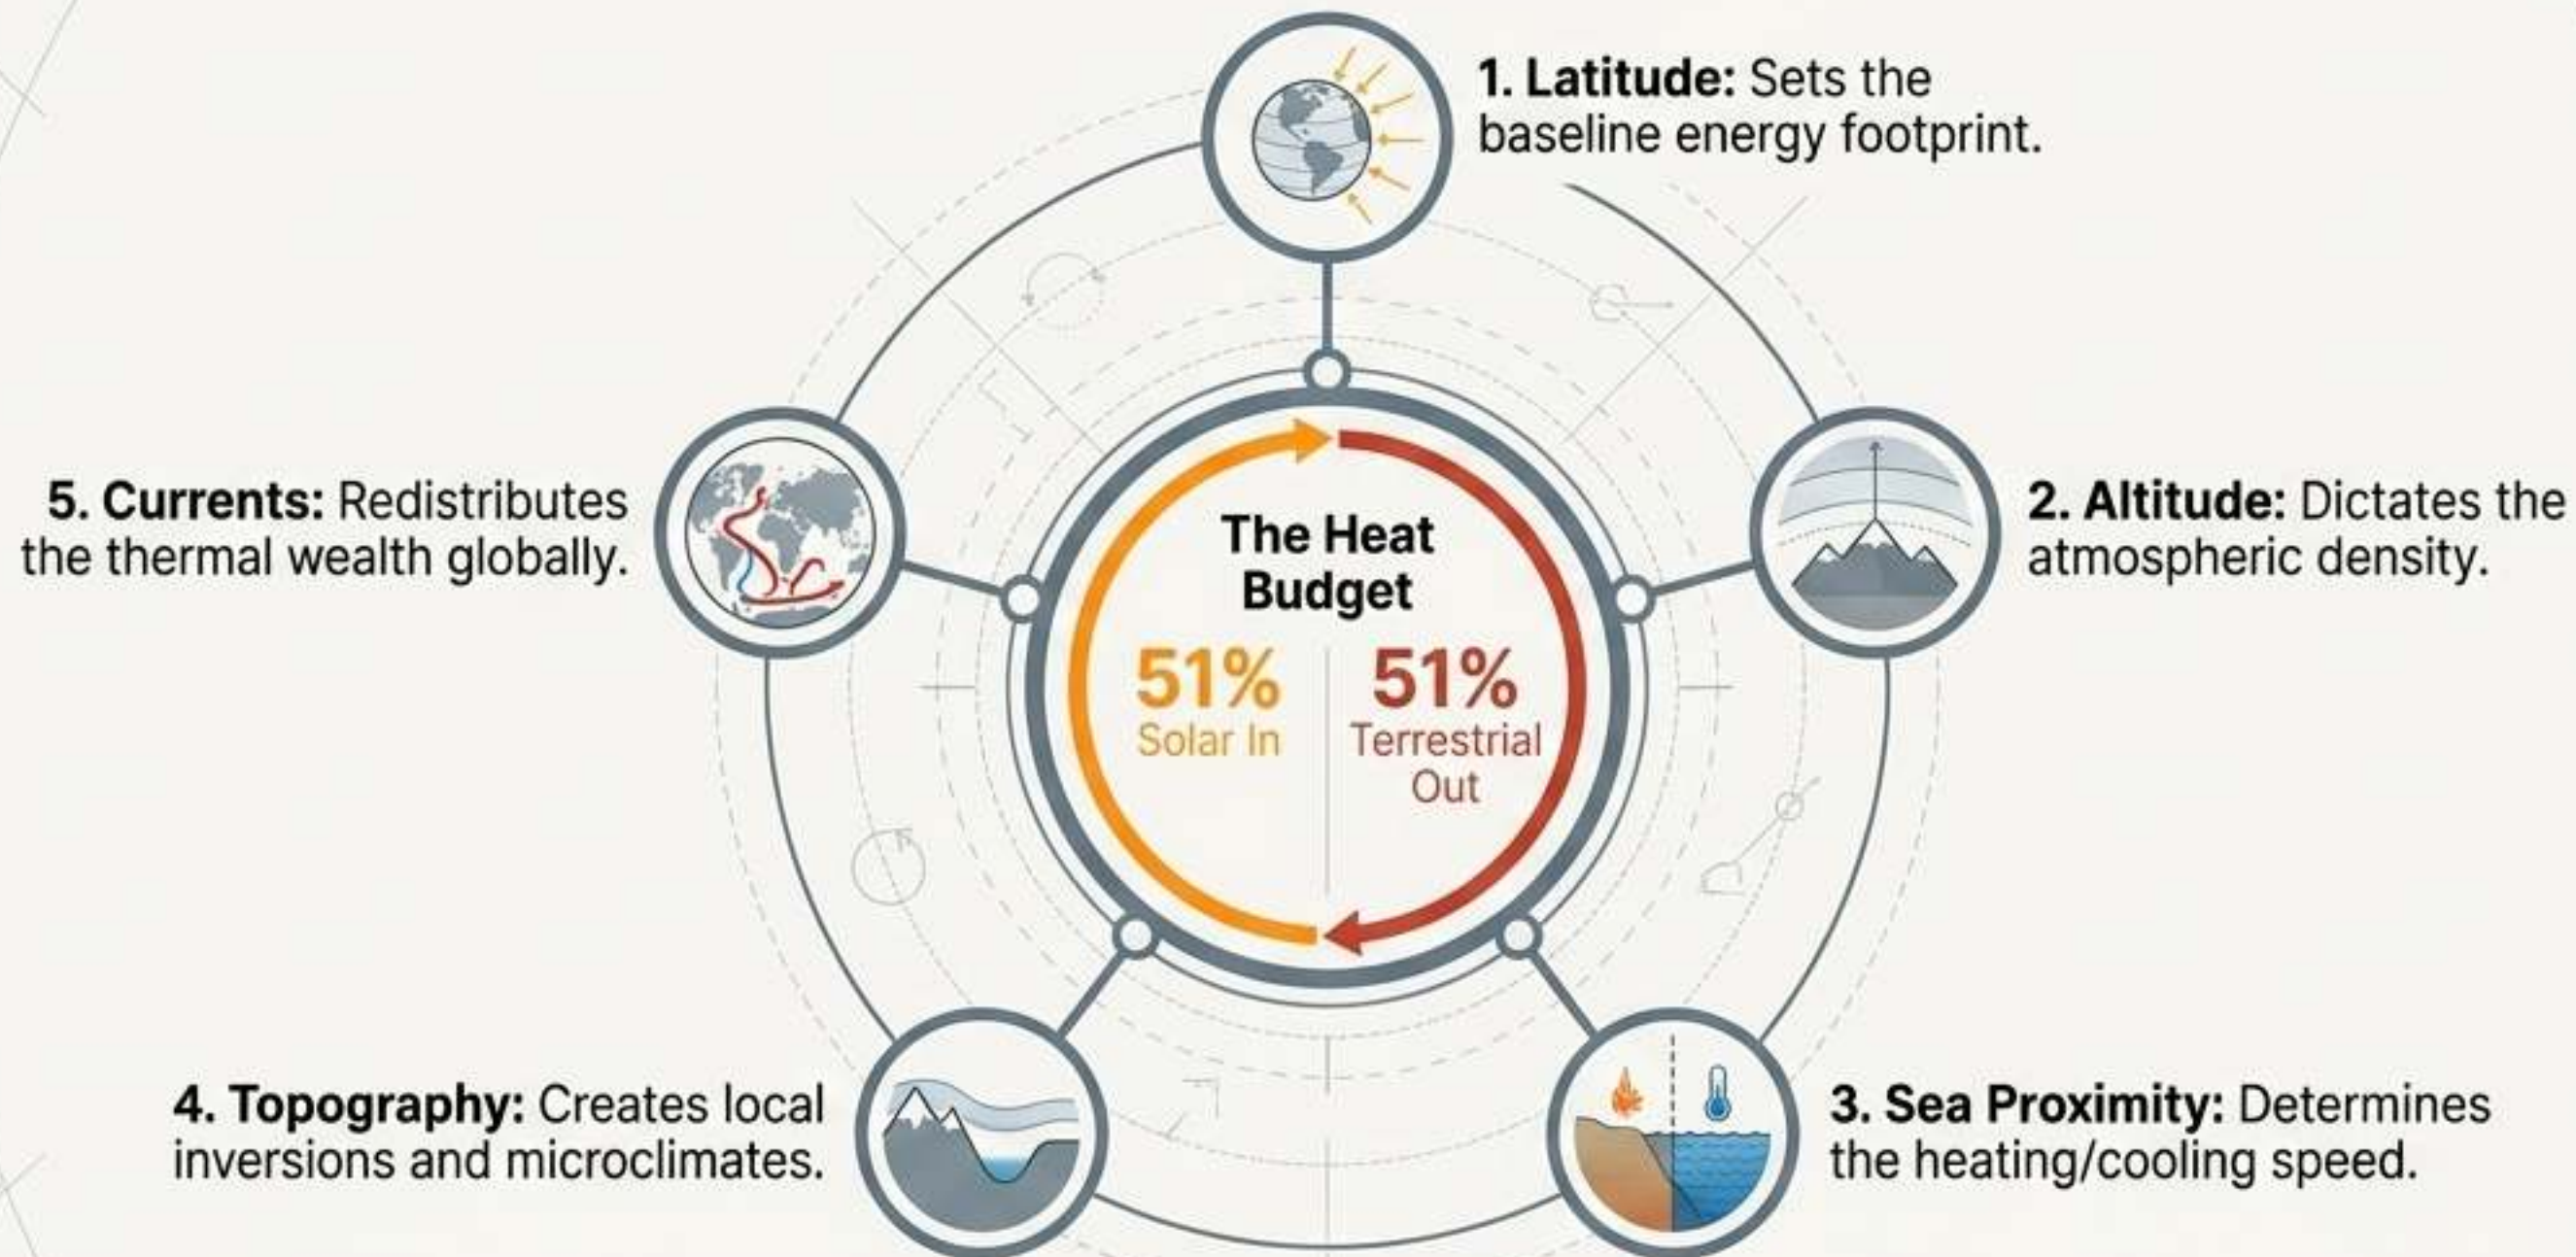 1. Latitude: Sets the
baseline energy footprint.
2. Altitude: Dictates the
atmospheric density.
3. Sea Proximity: Determines
the heating/cooling speed.
4. Topography: Creates local
inversions and microclimates.
5. Currents: Redistributes
the thermal wealth globally.
The Heat
Budget
51%
Solar In
51%
Terrestrial
Out